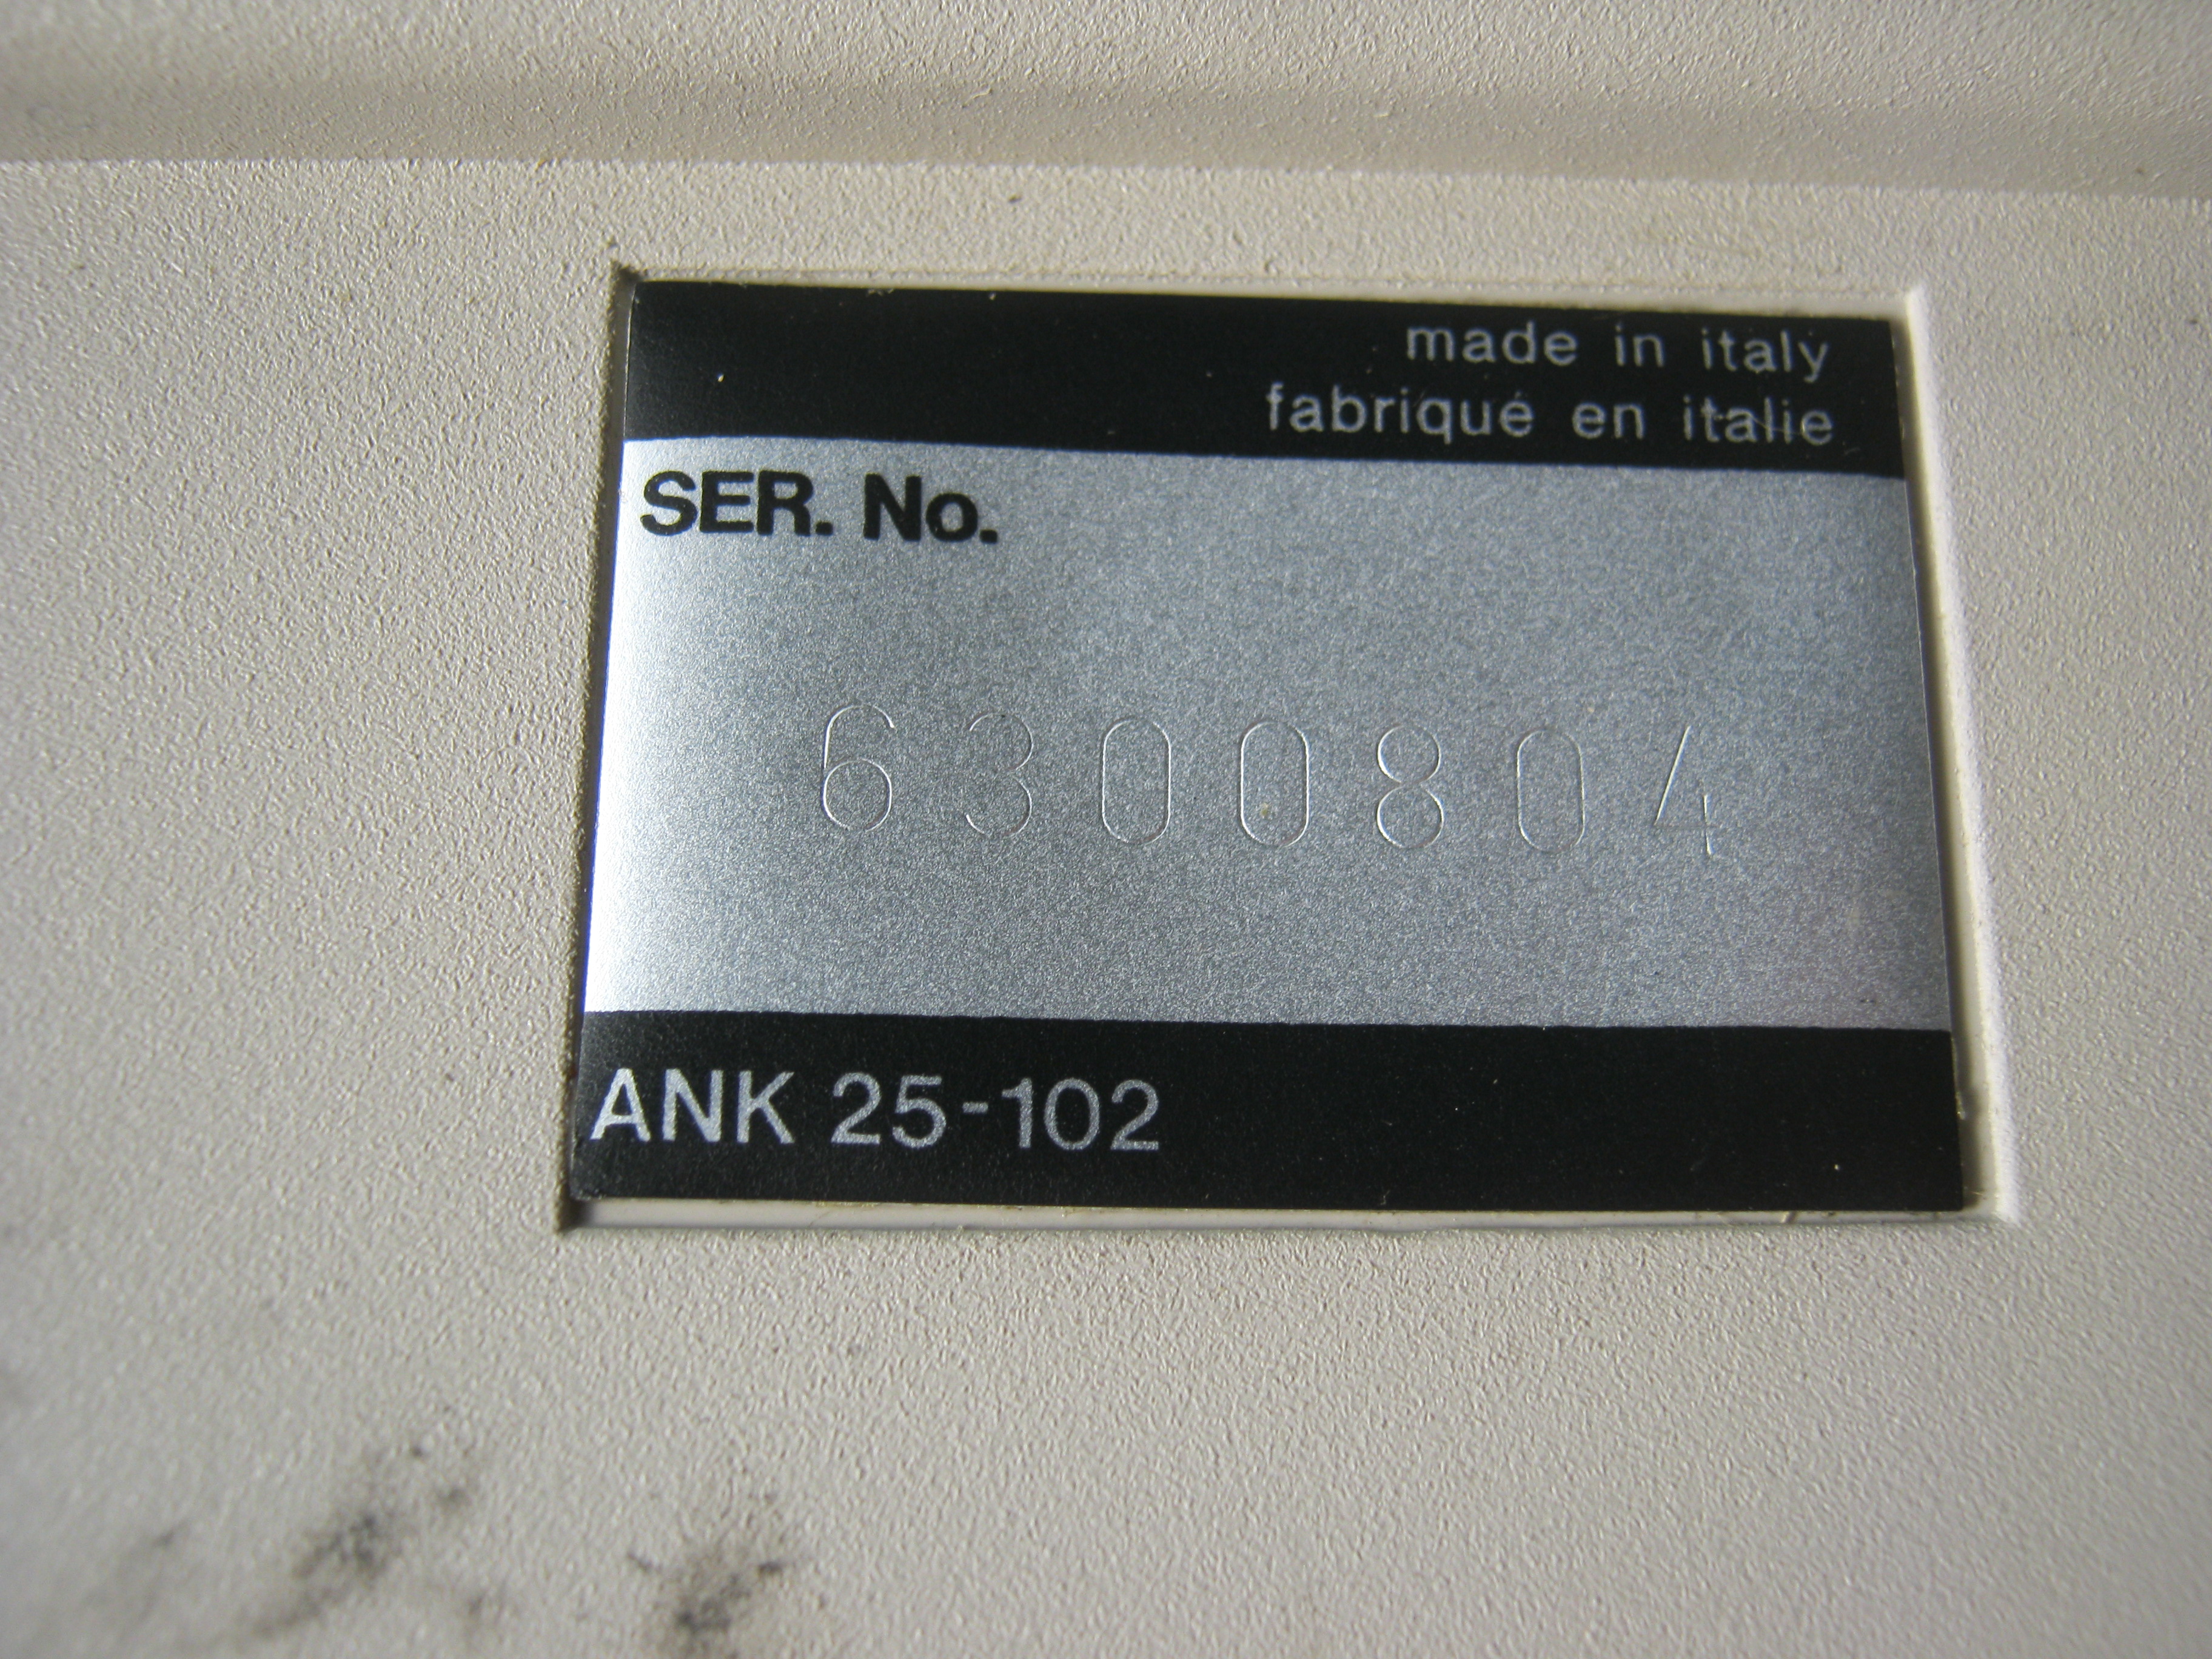 made in italy
fabriqué en italie
SER. No.
6300804
ANK 25-102